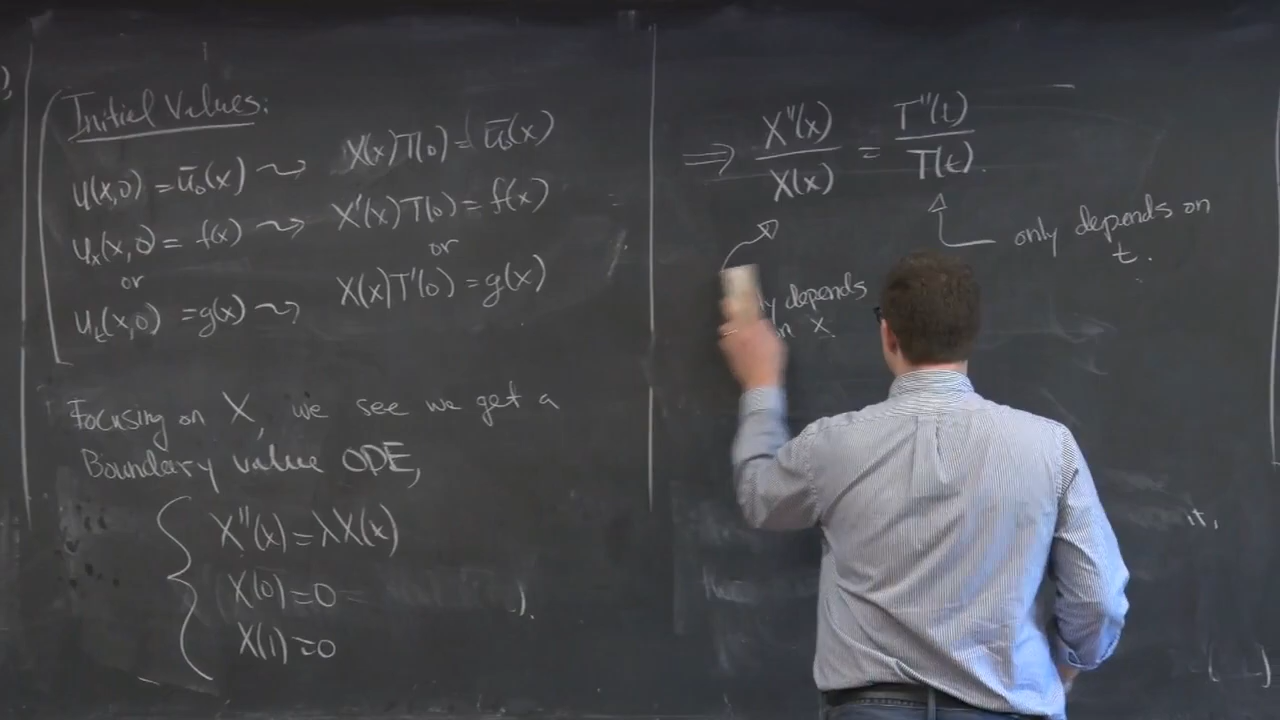 Initial Values:
u(x,0) = ū₀(x) ⇝ X(x)T(0) = ū₀(x)
uₓ(x,0) = f(x) ⇝ X'(x)T(0) = f(x)
or or
uₜ(x,0) = g(x) ⇝ X(x)T'(0) = g(x)
Focusing on X, we see we get a
Boundary value ODE,
X''(x) = λX(x)
X(0) = 0
X(1) = 0
⇒ X''(x)/X(x) = T''(t)/T(t).
only depends on
t.
depends
x
it,